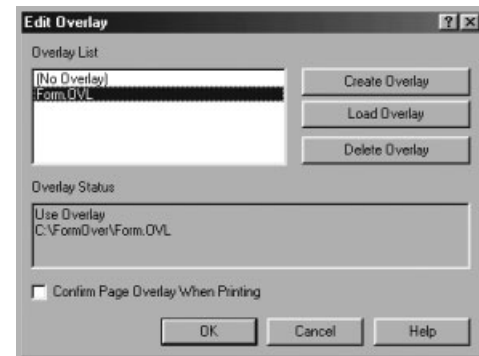 Edit Overlay
Overlay List
(No Overlay)
Form.OVL
Create Overlay
Load Overlay
Delete Overlay
Overlay Status
Use Overlay
C:\FormOver\Form.OVL
Confirm Page Overlay When Printing
OK
Cancel
Help